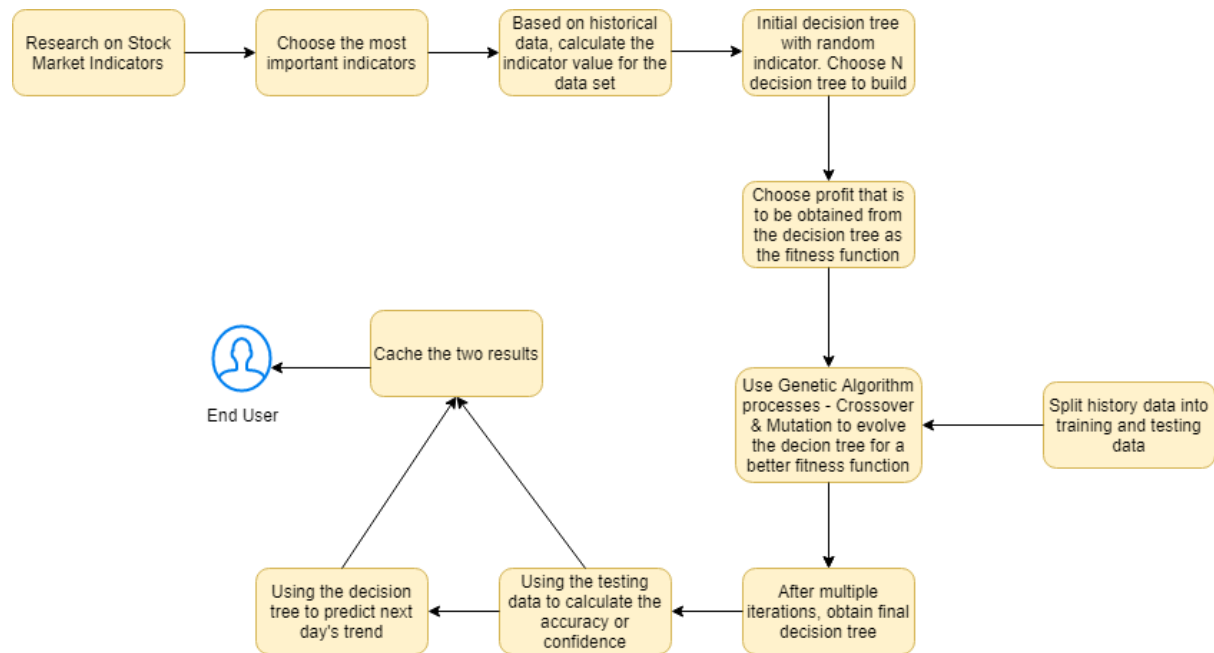 Research on Stock
Market Indicators
Choose the most
important indicators
Based on historical
data, calculate the
indicator value for the
data set
Initial decision tree
with random
indicator. Choose N
decision tree to build
Choose profit that is
to be obtained from
the decision tree as
the fitness function
Cache the two results
End User
Use Genetic Algorithm
processes - Crossover
& Mutation to evolve
the decion tree for a
better fitness function
Split history data into
training and testing
data
Using the decision
tree to predict next
day's trend
Using the testing
data to calculate the
accuracy or
confidence
After multiple
iterations, obtain final
decision tree